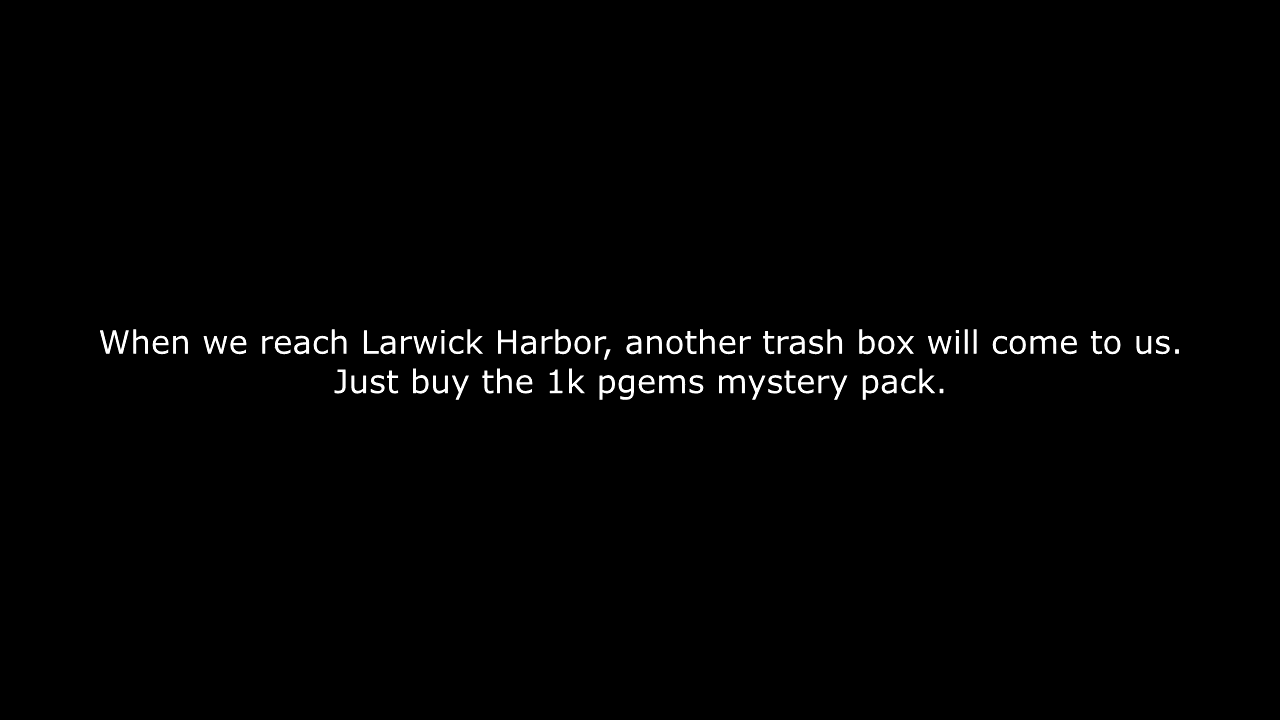 When we reach Larwick Harbor, another trash box will come to us.
Just buy the 1k pgems mystery pack.